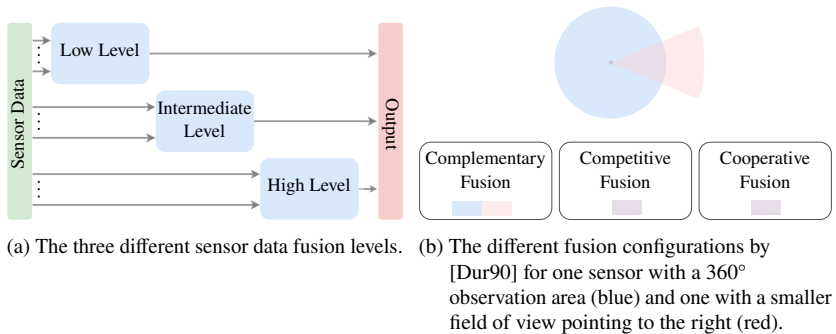 Sensor Data
Low Level
Intermediate
Level
High Level
Output
Complementary
Fusion
Competitive
Fusion
Cooperative
Fusion
(a) The three different sensor data fusion levels.
(b) The different fusion configurations by
[Dur90] for one sensor with a 360°
observation area (blue) and one with a smaller
field of view pointing to the right (red).